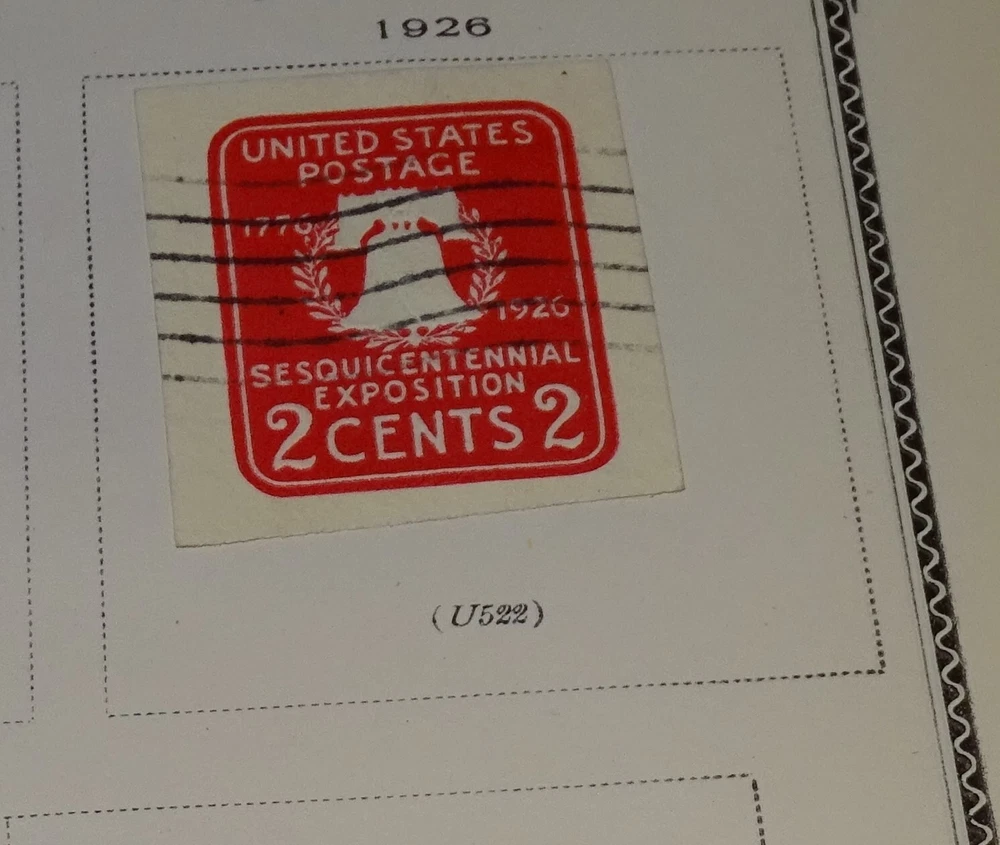 1926
UNITED STATES
POSTAGE
1776
1926
SESQUICENTENNIAL
EXPOSITION
2 CENTS 2
(U522)